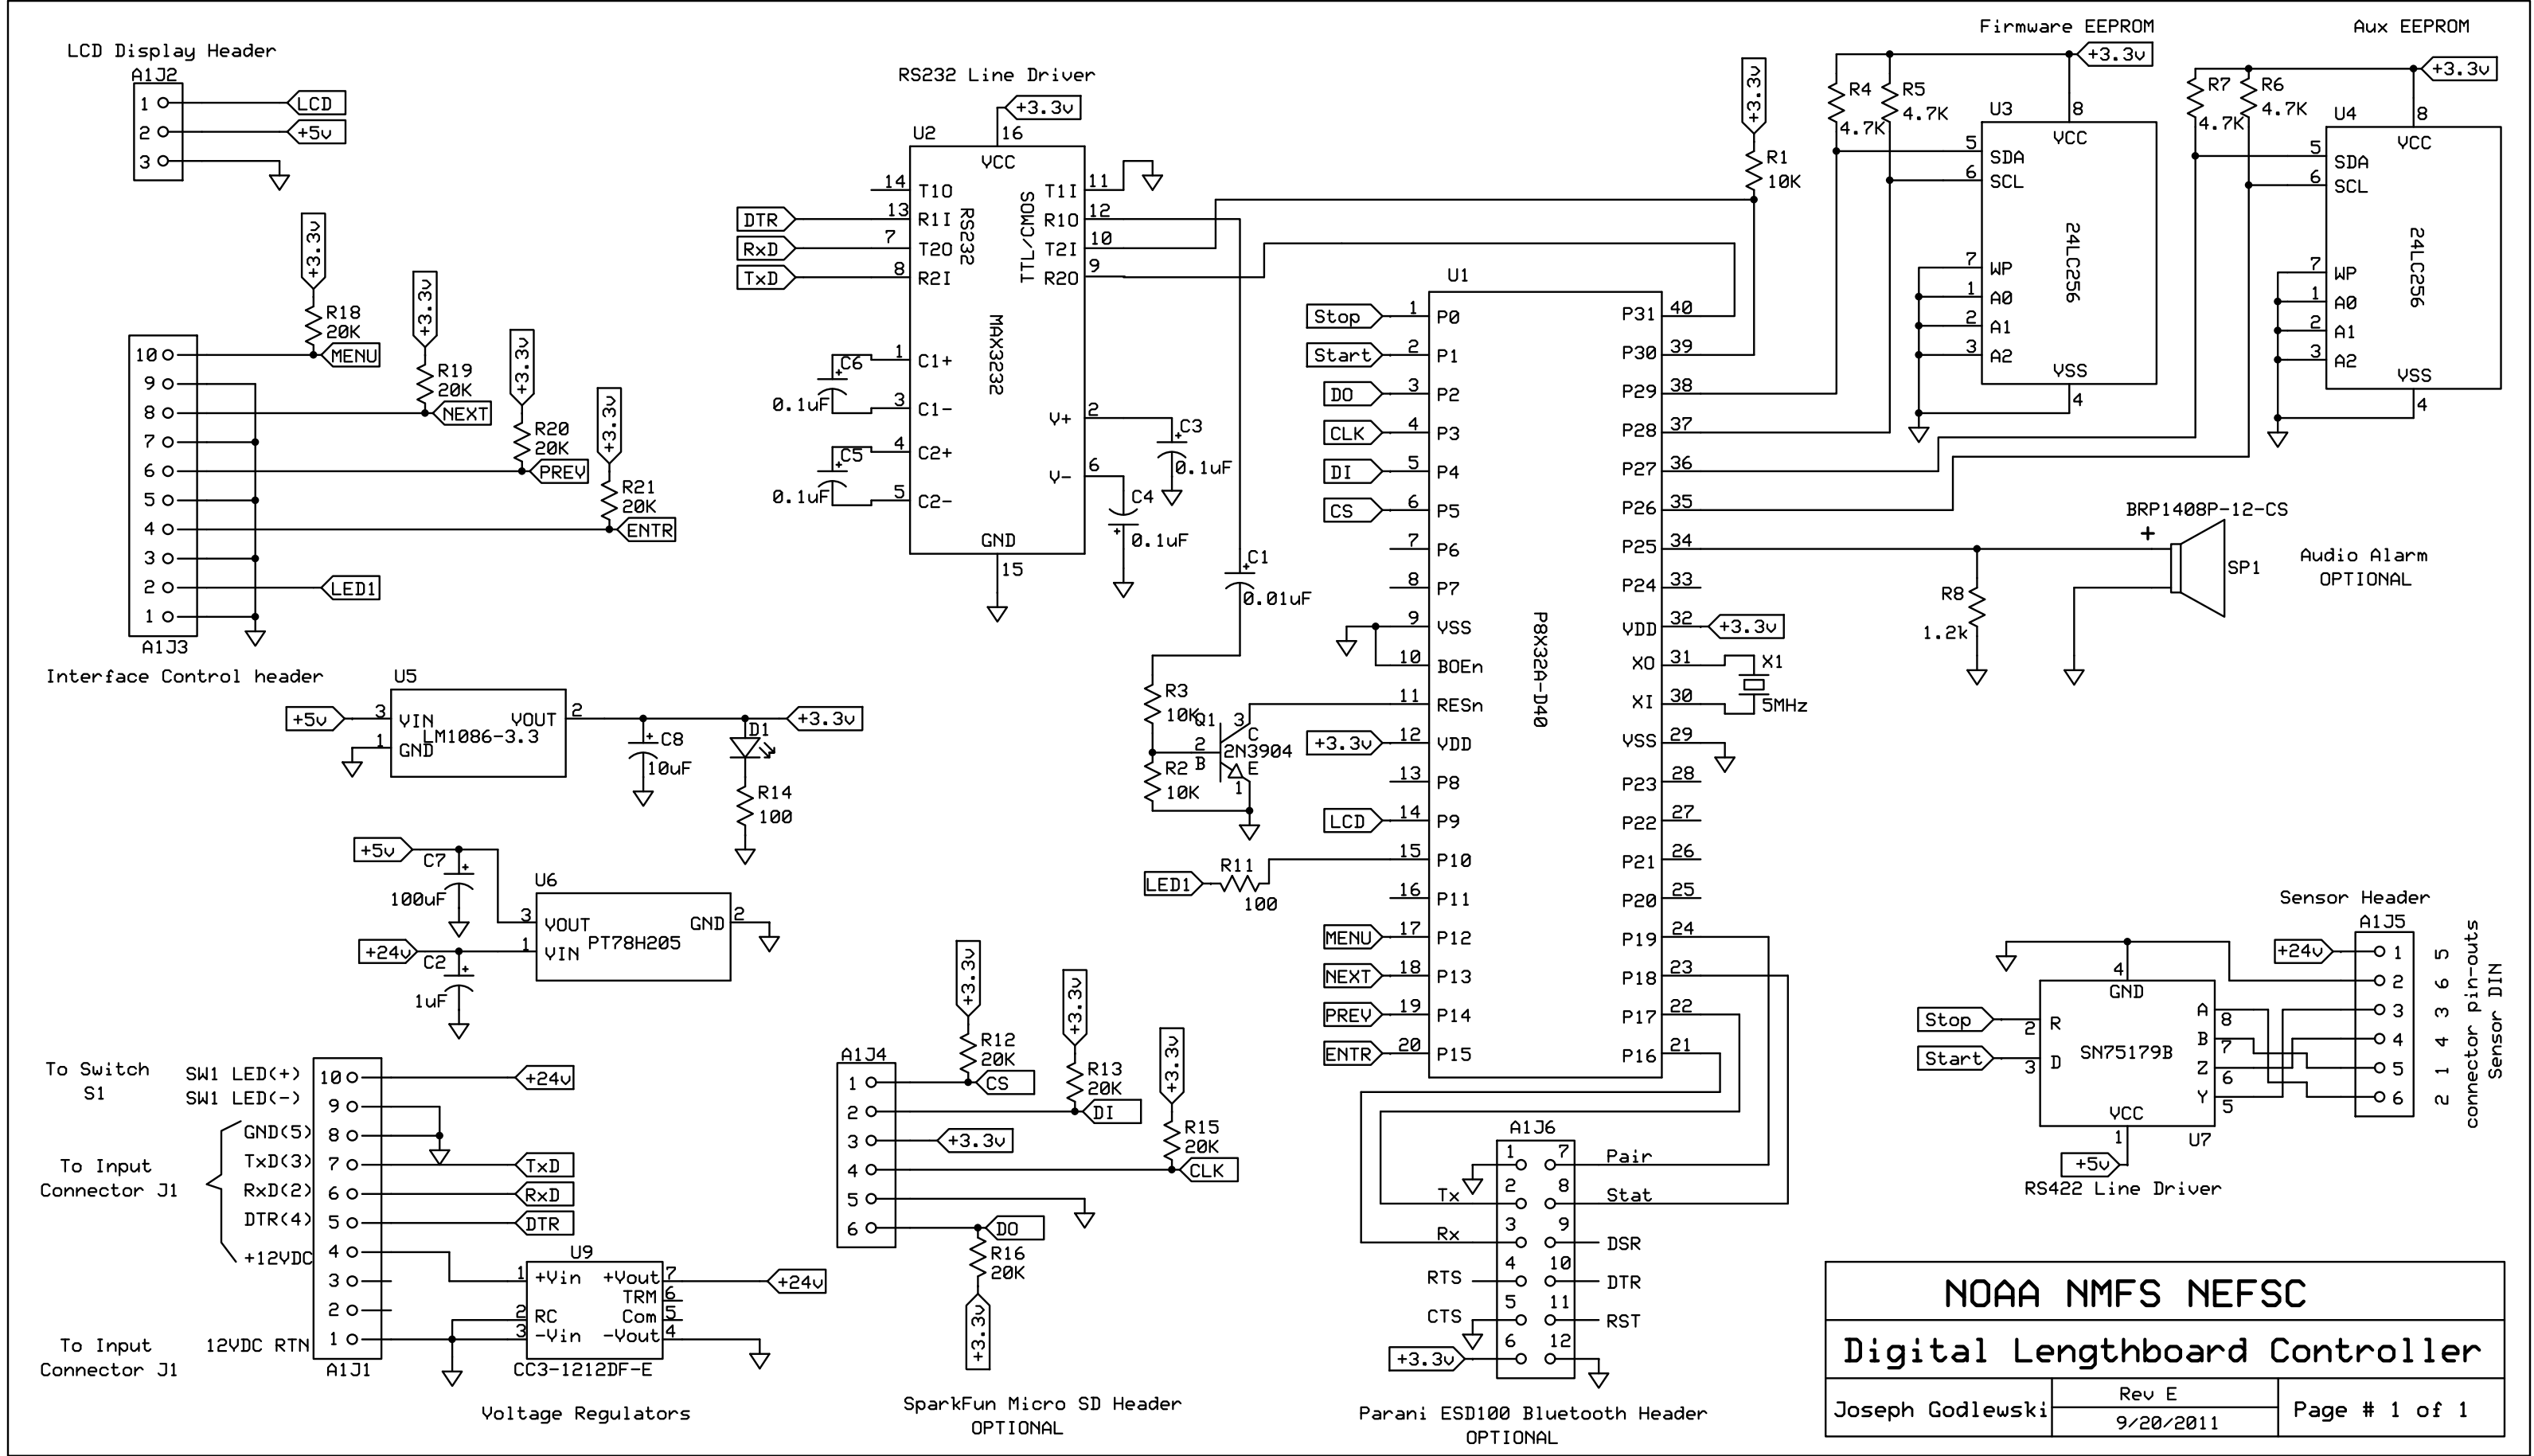 LCD Display Header
A1J2
1
LCD
2
+5v
3
+3.3v
R18
20K
MENU
+3.3v
R19
20K
NEXT
+3.3v
R20
20K
PREV
+3.3v
R21
20K
ENTR
10
9
8
7
6
5
4
3
2
LED1
1
A1J3
Interface Control header
RS232 Line Driver
+3.3v
U2
16
VCC
14 T1O
T1I 11
DTR
13 R1I
R1O 12
RxD
7 T2O
T2I 10
TxD
8 R2I
R2O 9
RS232
TTL/CMOS
MAX3232
C6
0.1uF
1 C1+
3 C1-
C5
0.1uF
4 C2+
5 C2-
V+ 2
C3
0.1uF
V- 6
C4
0.1uF
GND
15
C1
0.01uF
+3.3v
R1
10K
Firmware EEPROM
+3.3v
R4
4.7K
R5
4.7K
U3
8
VCC
5 SDA
6 SCL
24LC256
7 WP
1 A0
2 A1
3 A2
VSS
4
Aux EEPROM
+3.3v
R7
4.7K
R6
4.7K
U4
8
VCC
5 SDA
6 SCL
24LC256
7 WP
1 A0
2 A1
3 A2
VSS
4
U1
P8X32A-D40
Stop 1 P0
Start 2 P1
DO 3 P2
CLK 4 P3
DI 5 P4
CS 6 P5
7 P6
8 P7
9 VSS
10 BOEn
11 RESn
+3.3v 12 VDD
13 P8
LCD 14 P9
15 P10
16 P11
MENU 17 P12
NEXT 18 P13
PREV 19 P14
ENTR 20 P15
P31 40
P30 39
P29 38
P28 37
P27 36
P26 35
P25 34
P24 33
VDD 32 +3.3v
XO 31
XI 30
VSS 29
P23 28
P22 27
P21 26
P20 25
P19 24
P18 23
P17 22
P16 21
X1
5MHz
BRP1408P-12-CS
+
SP1
R8
1.2k
Audio Alarm
OPTIONAL
R3
10K
Q1
3
C
2
B
2N3904
E
1
R2
10K
LED1
R11
100
U5
+5v
3 VIN
VOUT 2
LM1086-3.3
1 GND
C8
10uF
D1
+3.3v
R14
100
+5v
C7
100uF
U6
3 VOUT
GND 2
PT78H205
+24v
1 VIN
C2
1uF
To Switch
S1
SW1 LED(+)
SW1 LED(-)
GND(5)
TxD(3)
RxD(2)
DTR(4)
+12VDC
To Input
Connector J1
12VDC RTN
To Input
Connector J1
10
+24v
9
8
7
TxD
6
RxD
5
DTR
4
3
2
1
A1J1
U9
1 +Vin
+Vout 7
TRM 6
2 RC
Com 5
3 -Vin
-Vout 4
CC3-1212DF-E
+24v
Voltage Regulators
+3.3v
R12
20K
CS
+3.3v
R13
20K
DI
+3.3v
+3.3v
R15
20K
CLK
A1J4
1
2
3
4
5
6
DO
R16
20K
+3.3v
SparkFun Micro SD Header
OPTIONAL
A1J6
1
7
Pair
2
8
Tx
Stat
3
9
Rx
DSR
4
10
RTS
DTR
5
11
CTS
RST
6
12
+3.3v
Parani ESD100 Bluetooth Header
OPTIONAL
Sensor Header
A1J5
+24v
1
2
3
4
5
6
5
6
3
4
1
2
connector pin-outs
Sensor DIN
4
GND
Stop
2 R
Start
3 D
SN75179B
A 8
B 7
Z 6
Y 5
VCC
1
U7
+5v
RS422 Line Driver
NOAA NMFS NEFSC
Digital Lengthboard Controller
Joseph Godlewski
Rev E
9/20/2011
Page # 1 of 1